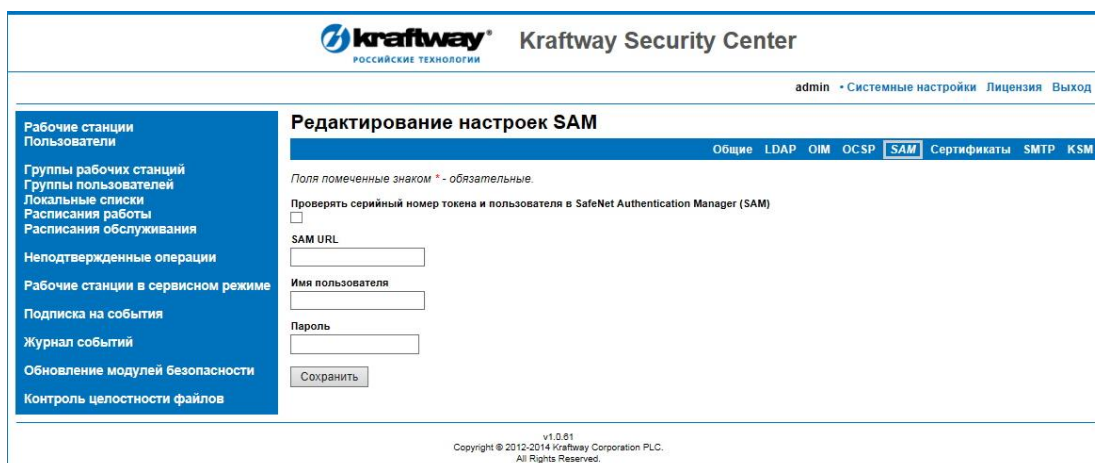 kraftway®
РОССИЙСКИЕ ТЕХНОЛОГИИ
Kraftway Security Center
admin • Системные настройки Лицензия Выход
Рабочие станции
Пользователи
Группы рабочих станций
Группы пользователей
Локальные списки
Расписания работы
Расписания обслуживания
Неподтвержденные операции
Рабочие станции в сервисном режиме
Подписка на события
Журнал событий
Обновление модулей безопасности
Контроль целостности файлов
Редактирование настроек SAM
Общие LDAP OIM OCSP SAM Сертификаты SMTP KSM
Поля помеченные знаком * - обязательные.
Проверять серийный номер токена и пользователя в SafeNet Authentication Manager (SAM)
SAM URL
Имя пользователя
Пароль
Сохранить
v1.0.61
Copyright © 2012-2014 Kraftway Corporation PLC.
All Rights Reserved.